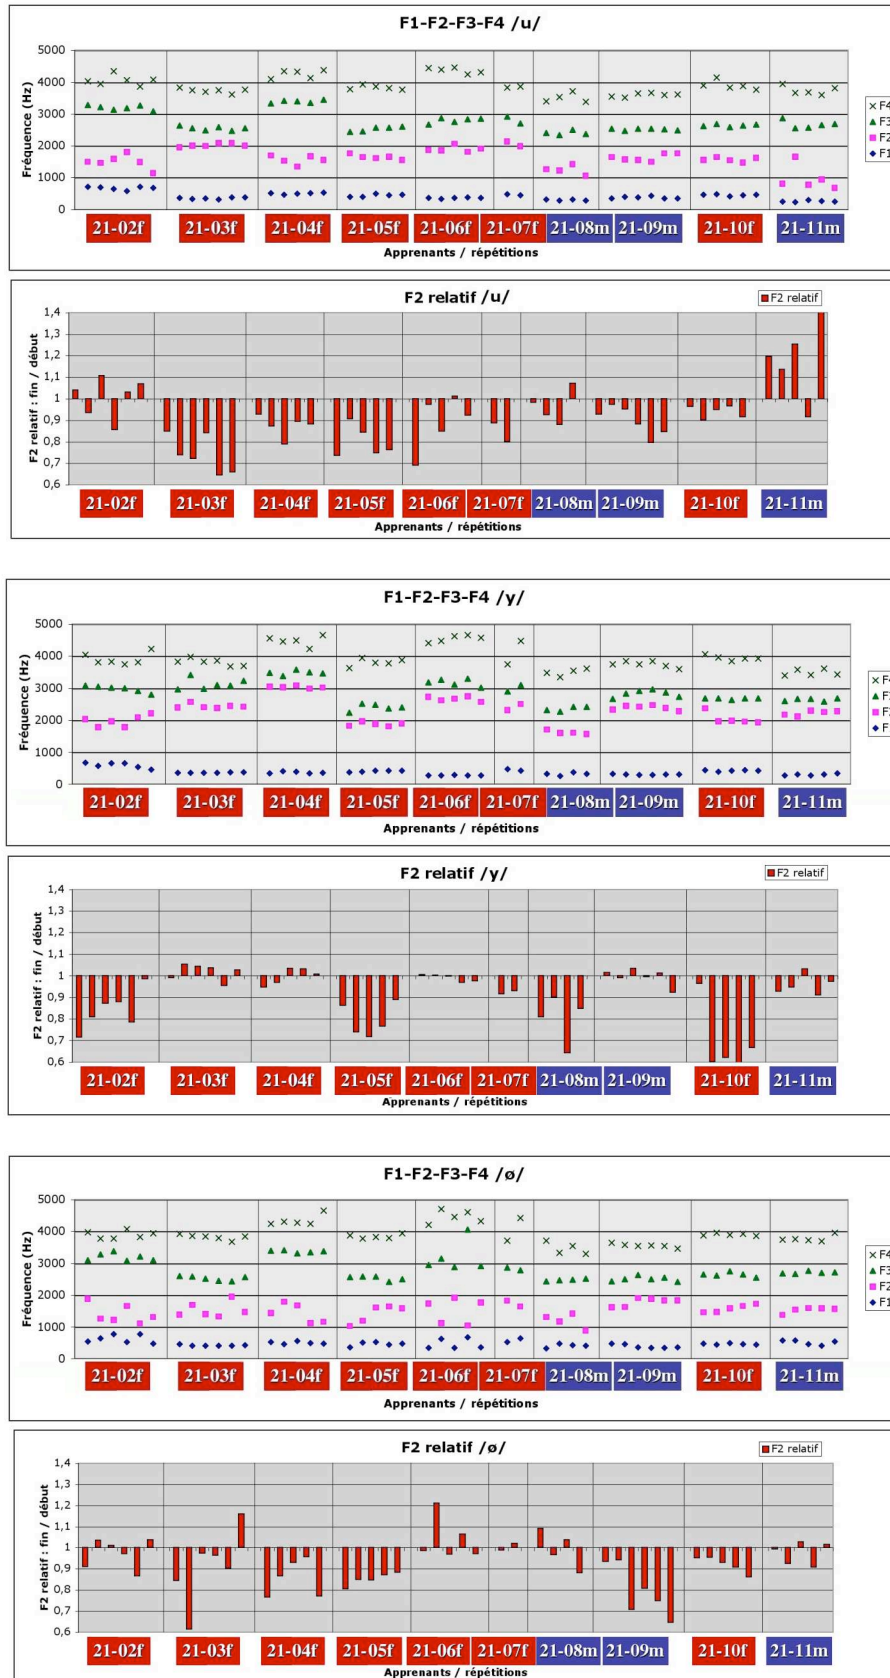 F1-F2-F3-F4 /u/
Fréquence (Hz)
5000
4000
3000
2000
1000
0
F4
F3
F2
F1
21-02f 21-03f 21-04f 21-05f 21-06f 21-07f 21-08m 21-09m 21-10f 21-11m
Apprenants / répétitions
F2 relatif /u/
F2 relatif
F2 relatif : fin / début
1,4
1,3
1,2
1,1
1
0,9
0,8
0,7
0,6
21-02f 21-03f 21-04f 21-05f 21-06f 21-07f 21-08m 21-09m 21-10f 21-11m
Apprenants / répétitions
F1-F2-F3-F4 /y/
Fréquence (Hz)
5000
4000
3000
2000
1000
0
21-02f 21-03f 21-04f 21-05f 21-06f 21-07f 21-08m 21-09m 21-10f 21-11m
Apprenants / répétitions
F2 relatif /y/
F2 relatif
F2 relatif : fin / début
1,4
1,3
1,2
1,1
1
0,9
0,8
0,7
0,6
21-02f 21-03f 21-04f 21-05f 21-06f 21-07f 21-08m 21-09m 21-10f 21-11m
Apprenants / répétitions
F1-F2-F3-F4 /ø/
Fréquence (Hz)
5000
4000
3000
2000
1000
0
F4
F3
F2
F1
21-02f 21-03f 21-04f 21-05f 21-06f 21-07f 21-08m 21-09m 21-10f 21-11m
Apprenants / répétitions
F2 relatif /ø/
F2 relatif
F2 relatif : fin / début
1,4
1,3
1,2
1,1
1
0,9
0,8
0,7
0,6
21-02f 21-03f 21-04f 21-05f 21-06f 21-07f 21-08m 21-09m 21-10f 21-11m
Apprenants / répétitions